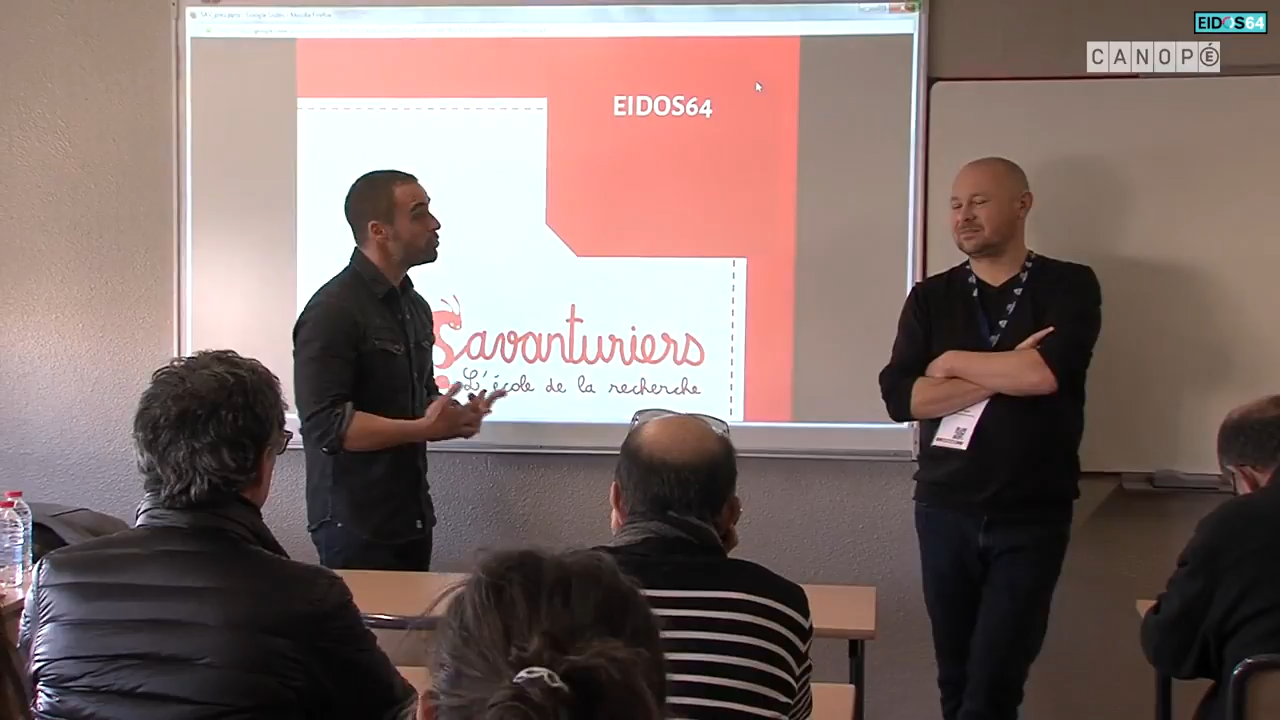 EIDOS64
CANOPÉ
EIDOS64
Savanturiers
L'école de la recherche